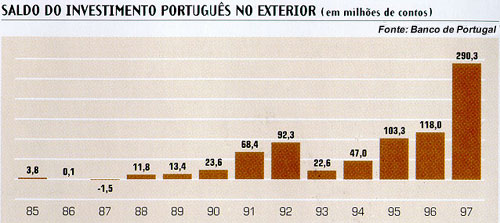 SALDO DO INVESTIMENTO PORTUGUÊS NO EXTERIOR (em milhões de contos)
Fonte: Banco de Portugal
3,8 0,1 -1,5 11,8 13,4 23,6 68,4 92,3 22,6 47,0 103,3 118,0 290,3
85 86 87 88 89 90 91 92 93 94 95 96 97